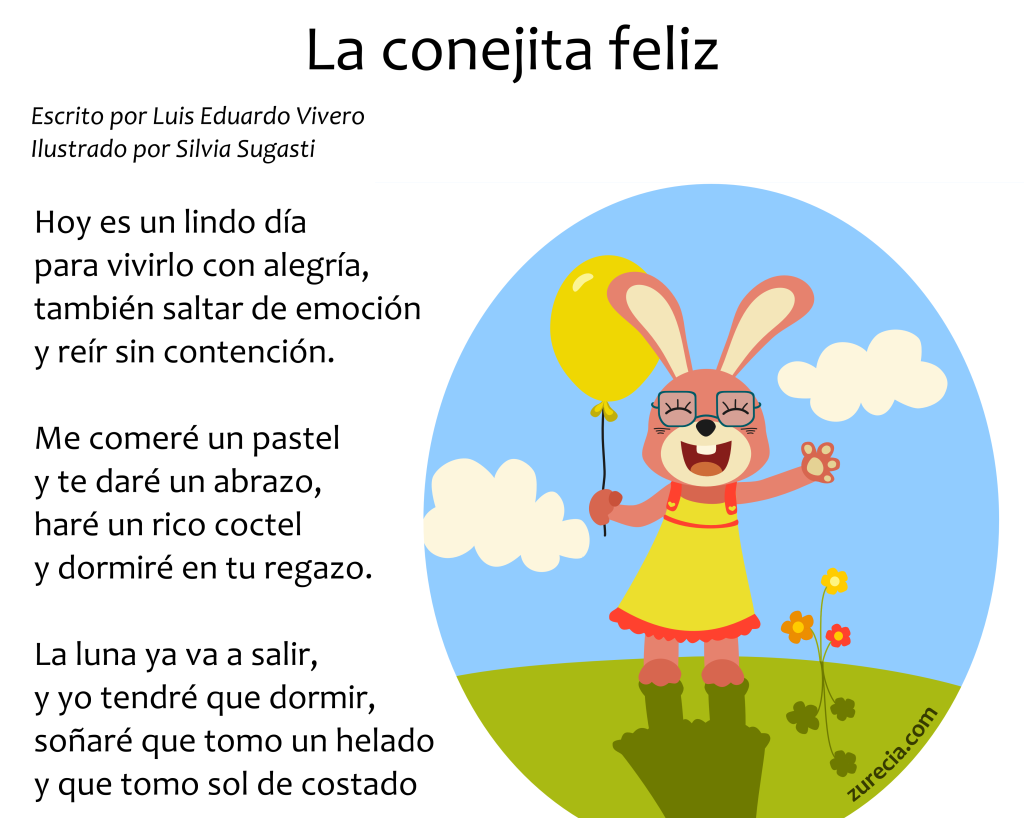 La conejita feliz
Escrito por Luis Eduardo Vivero
Ilustrado por Silvia Sugasti
Hoy es un lindo día
para vivirlo con alegría,
también saltar de emoción
y reír sin contención.
Me comeré un pastel
y te daré un abrazo,
haré un rico coctel
y dormiré en tu regazo.
La luna ya va a salir,
y yo tendré que dormir,
soñaré que tomo un helado
y que tomo sol de costado
zurecia.com